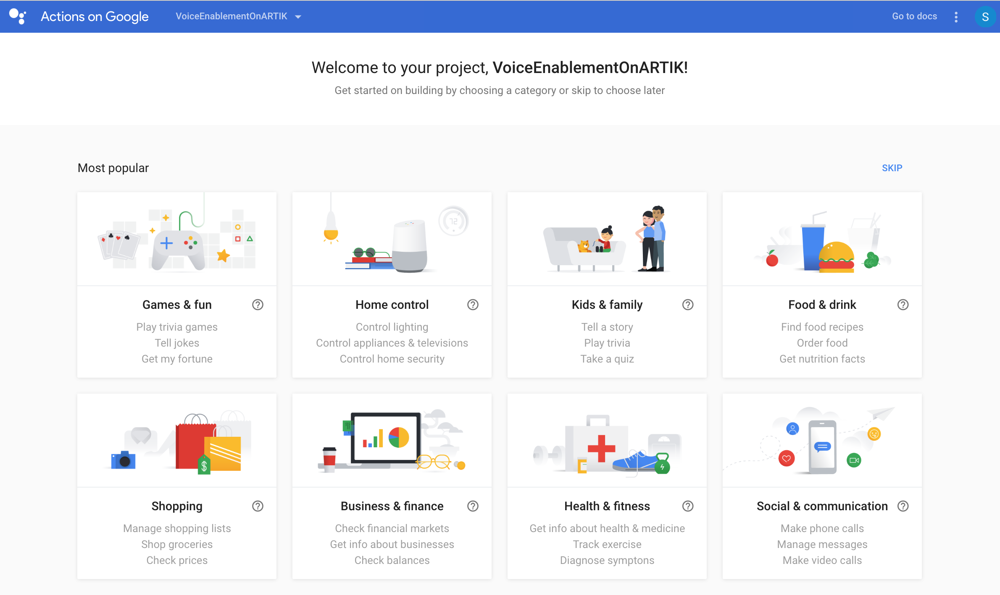 Actions on Google
VoiceEnablementOnARTIK
Go to docs
S
Welcome to your project, VoiceEnablementOnARTIK!
Get started on building by choosing a category or skip to choose later
Most popular
SKIP
72
Games & fun
Play trivia games
Tell jokes
Get my fortune
Home control
Control lighting
Control appliances & televisions
Control home security
Kids & family
Tell a story
Play trivia
Take a quiz
Food & drink
Find food recipes
Order food
Get nutrition facts
$
Shopping
Manage shopping lists
Shop groceries
Check prices
Business & finance
Check financial markets
Get info about businesses
Check balances
Health & fitness
Get info about health & medicine
Track exercise
Diagnose symptons
Social & communication
Make phone calls
Manage messages
Make video calls